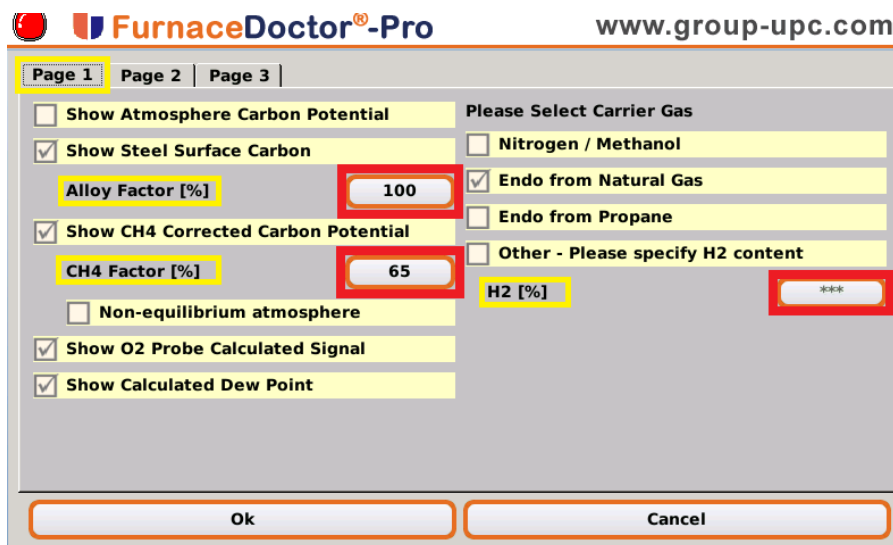 FurnaceDoctor®-Pro www.group-upc.com
Page 1 Page 2 Page 3
Show Atmosphere Carbon Potential
Show Steel Surface Carbon
Alloy Factor [%] 100
Show CH4 Corrected Carbon Potential
CH4 Factor [%] 65
Non-equilibrium atmosphere
Show O2 Probe Calculated Signal
Show Calculated Dew Point
Please Select Carrier Gas
Nitrogen / Methanol
Endo from Natural Gas
Endo from Propane
Other - Please specify H2 content
H2 [%] ***
Ok Cancel